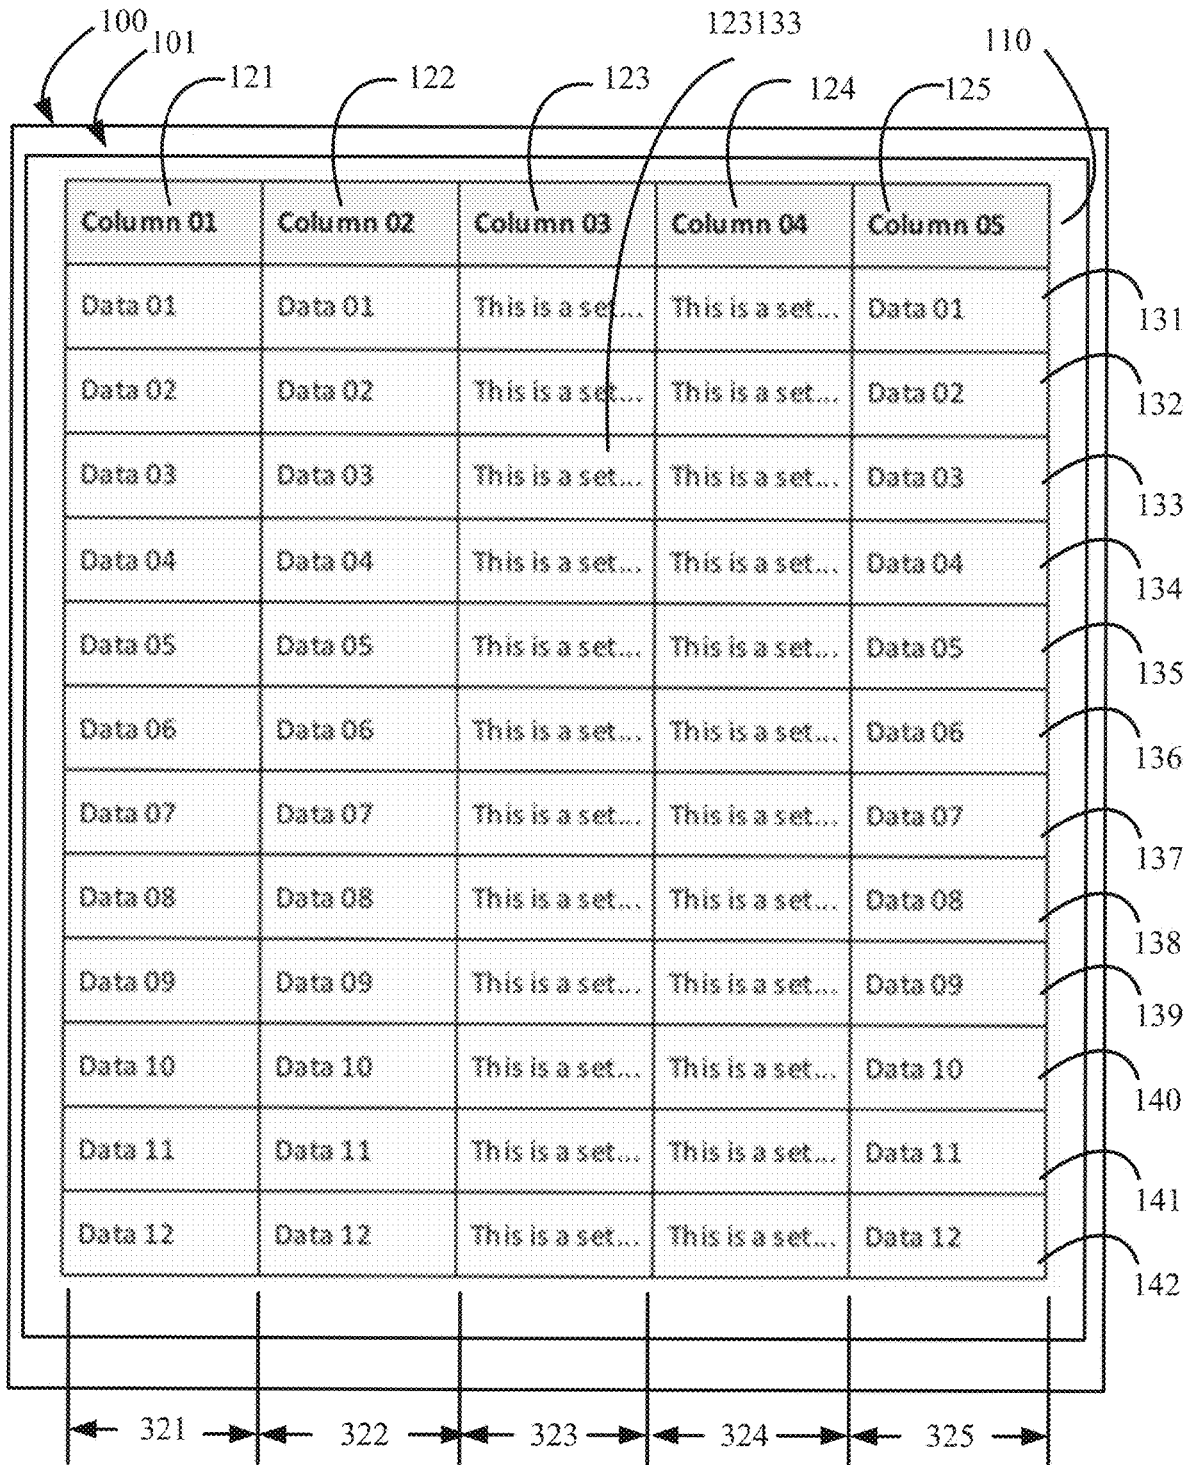 100 101 123133 110
121 122 123 124 125
Column 01 Column 02 Column 03 Column 04 Column 05
Data 01 Data 01 This is a set... This is a set... Data 01
131
Data 02 Data 02 This is a set... This is a set... Data 02
132
Data 03 Data 03 This is a set... This is a set... Data 03
133
Data 04 Data 04 This is a set... This is a set... Data 04
134
Data 05 Data 05 This is a set... This is a set... Data 05
135
Data 06 Data 06 This is a set... This is a set... Data 06
136
Data 07 Data 07 This is a set... This is a set... Data 07
137
Data 08 Data 08 This is a set... This is a set... Data 08
138
Data 09 Data 09 This is a set... This is a set... Data 09
139
Data 10 Data 10 This is a set... This is a set... Data 10
140
Data 11 Data 11 This is a set... This is a set... Data 11
141
Data 12 Data 12 This is a set... This is a set... Data 12
142
321 322 323 324 325